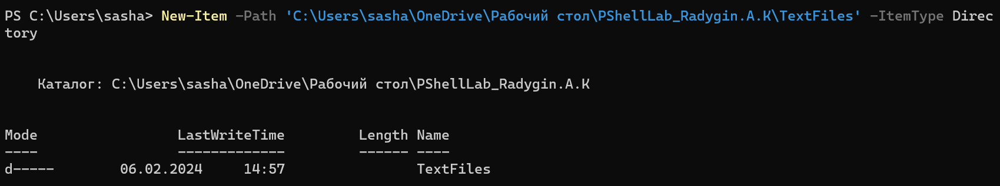 PS C:\Users\sasha> New-Item -Path 'C:\Users\sasha\OneDrive\Рабочий стол\PShellLab_Radygin.A.K\TextFiles' -ItemType Direc
tory
Каталог: C:\Users\sasha\OneDrive\Рабочий стол\PShellLab_Radygin.A.K
Mode                 LastWriteTime         Length Name
----                 -------------         ------ ----
d-----        06.02.2024     14:57                TextFiles